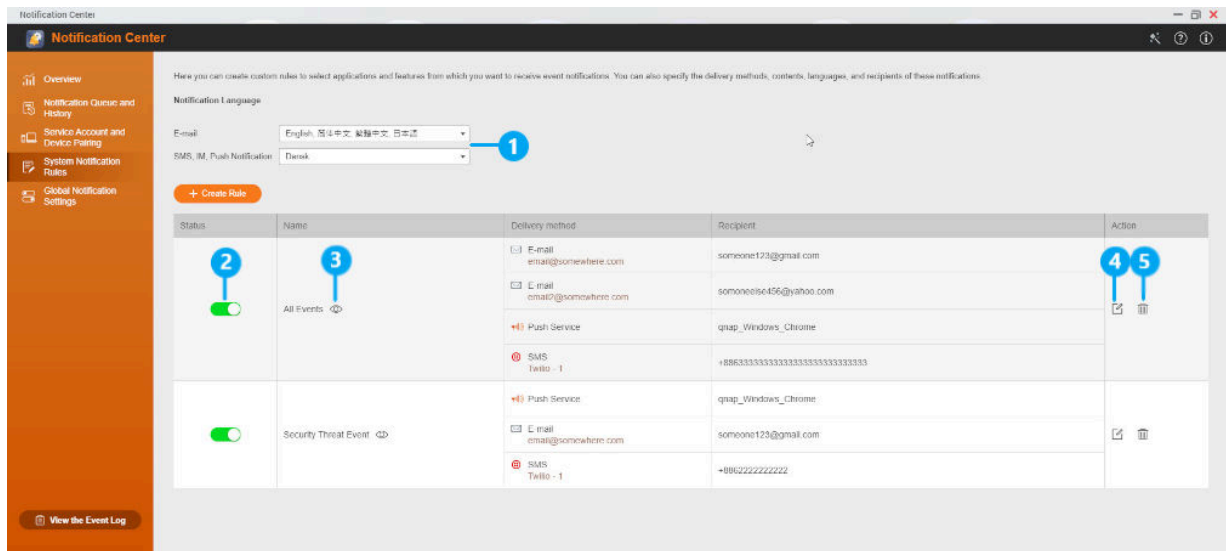 Notification Center
Notification Center
Overview
Notification Queue and
History
Service Account and
Device Pairing
System Notification
Rules
Global Notification
Settings
View the Event Log
Here you can create custom rules to select applications and features from which you want to receive event notifications. You can also specify the delivery methods, contents, languages, and recipients of these notifications.
Notification Language
E-mail English, 简体中文, 繁體中文, 日本語
1
SMS, IM, Push Notification Dansk
+ Create Rule
Status Name Delivery method Recipient Action
2 3 4 5
All Events
E-mail
email@somewhere.com
someone123@gmail.com
E-mail
email2@somewhere.com
somoneelse456@yahoo.com
Push Service qnap_Windows_Chrome
SMS
Twilio - 1
Security Threat Event
Push Service qnap_Windows_Chrome
E-mail
email@somewhere.com
someone123@gmail.com
SMS
Twilio - 1
+8862222222222